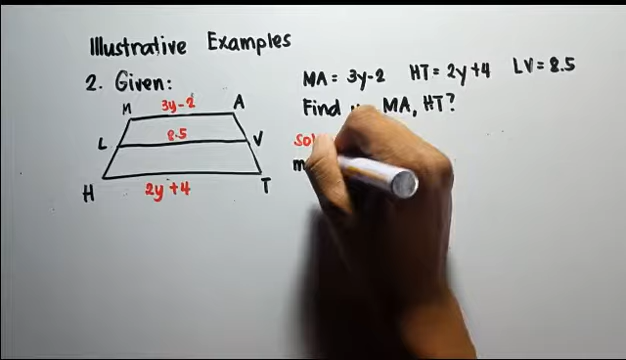 Illustrative Examples
2. Given:
MA = 3y-2 HT = 2y+4 LV = 8.5
Find MA, HT?
M 3y-2 A
L 8.5 V
H 2y+4 T